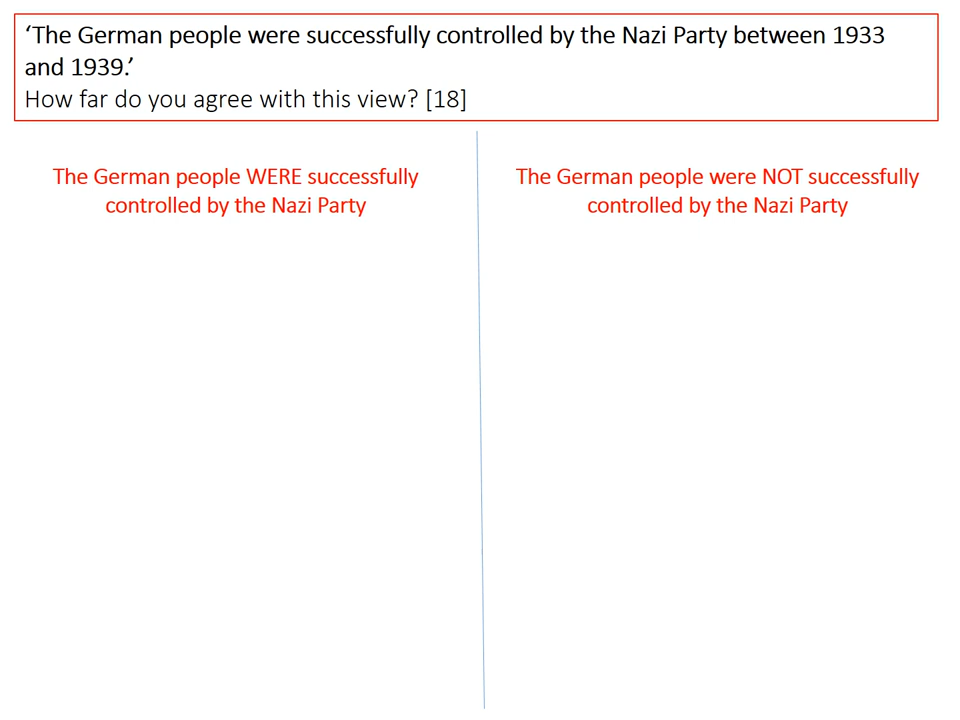 ‘The German people were successfully controlled by the Nazi Party between 1933
and 1939.’
How far do you agree with this view? [18]
The German people WERE successfully
controlled by the Nazi Party
The German people were NOT successfully
controlled by the Nazi Party